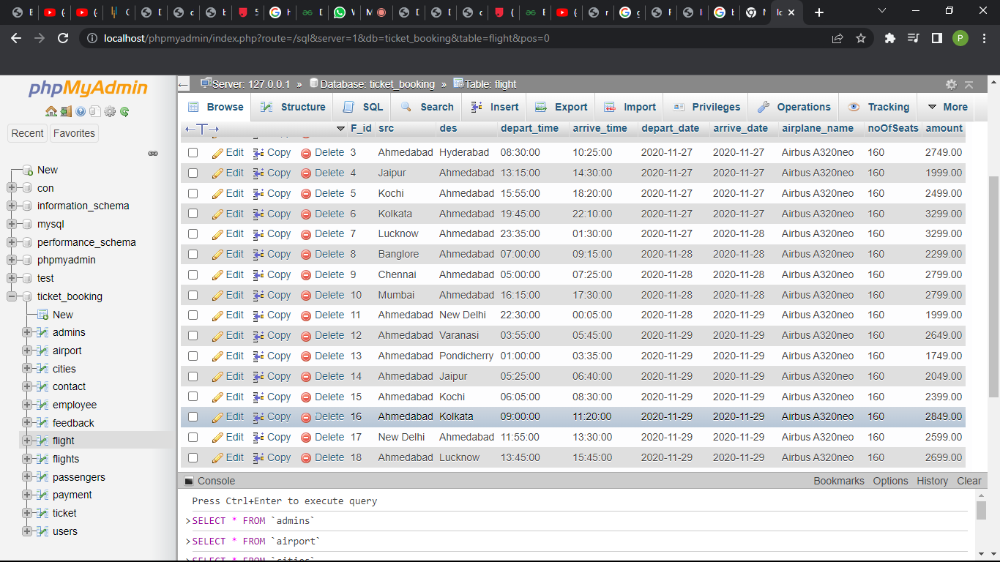 localhost/phpmyadmin/index.php?route=/sql&server=1&db=ticket_booking&table=flight&pos=0
P
phpMyAdmin
Recent Favorites
New
con
information_schema
mysql
performance_schema
phpmyadmin
test
ticket_booking
New
admins
airport
cities
contact
employee
feedback
flight
flights
passengers
payment
ticket
users
Server: 127.0.0.1 » Database: ticket_booking » Table: flight
Browse Structure SQL Search Insert Export Import Privileges Operations Tracking More
←T→ F_id src des depart_time arrive_time depart_date arrive_date airplane_name noOfSeats amount
Edit Copy Delete 3 Ahmedabad Hyderabad 08:30:00 10:25:00 2020-11-27 2020-11-27 Airbus A320neo 160 2749.00
Edit Copy Delete 4 Jaipur Ahmedabad 13:15:00 14:30:00 2020-11-27 2020-11-27 Airbus A320neo 160 1999.00
Edit Copy Delete 5 Kochi Ahmedabad 15:55:00 18:20:00 2020-11-27 2020-11-27 Airbus A320neo 160 2499.00
Edit Copy Delete 6 Kolkata Ahmedabad 19:45:00 22:10:00 2020-11-27 2020-11-27 Airbus A320neo 160 3299.00
Edit Copy Delete 7 Lucknow Ahmedabad 23:35:00 01:30:00 2020-11-27 2020-11-28 Airbus A320neo 160 3299.00
Edit Copy Delete 8 Banglore Ahmedabad 07:00:00 09:15:00 2020-11-28 2020-11-28 Airbus A320neo 160 2299.00
Edit Copy Delete 9 Chennai Ahmedabad 05:00:00 07:25:00 2020-11-28 2020-11-28 Airbus A320neo 160 2799.00
Edit Copy Delete 10 Mumbai Ahmedabad 16:15:00 17:30:00 2020-11-28 2020-11-28 Airbus A320neo 160 2799.00
Edit Copy Delete 11 Ahmedabad New Delhi 22:30:00 00:05:00 2020-11-28 2020-11-29 Airbus A320neo 160 1999.00
Edit Copy Delete 12 Ahmedabad Varanasi 03:55:00 05:45:00 2020-11-29 2020-11-29 Airbus A320neo 160 2649.00
Edit Copy Delete 13 Ahmedabad Pondicherry 01:00:00 03:35:00 2020-11-29 2020-11-29 Airbus A320neo 160 1749.00
Edit Copy Delete 14 Ahmedabad Jaipur 05:25:00 06:40:00 2020-11-29 2020-11-29 Airbus A320neo 160 2049.00
Edit Copy Delete 15 Ahmedabad Kochi 06:05:00 08:30:00 2020-11-29 2020-11-29 Airbus A320neo 160 2399.00
Edit Copy Delete 16 Ahmedabad Kolkata 09:00:00 11:20:00 2020-11-29 2020-11-29 Airbus A320neo 160 2849.00
Edit Copy Delete 17 New Delhi Ahmedabad 11:55:00 13:30:00 2020-11-29 2020-11-29 Airbus A320neo 160 2599.00
Edit Copy Delete 18 Ahmedabad Lucknow 13:45:00 15:45:00 2020-11-29 2020-11-29 Airbus A320neo 160 2699.00
Console Bookmarks Options History Clear
Press Ctrl+Enter to execute query
>SELECT * FROM `admins`
>SELECT * FROM `airport`
>SELECT * FROM `cities`